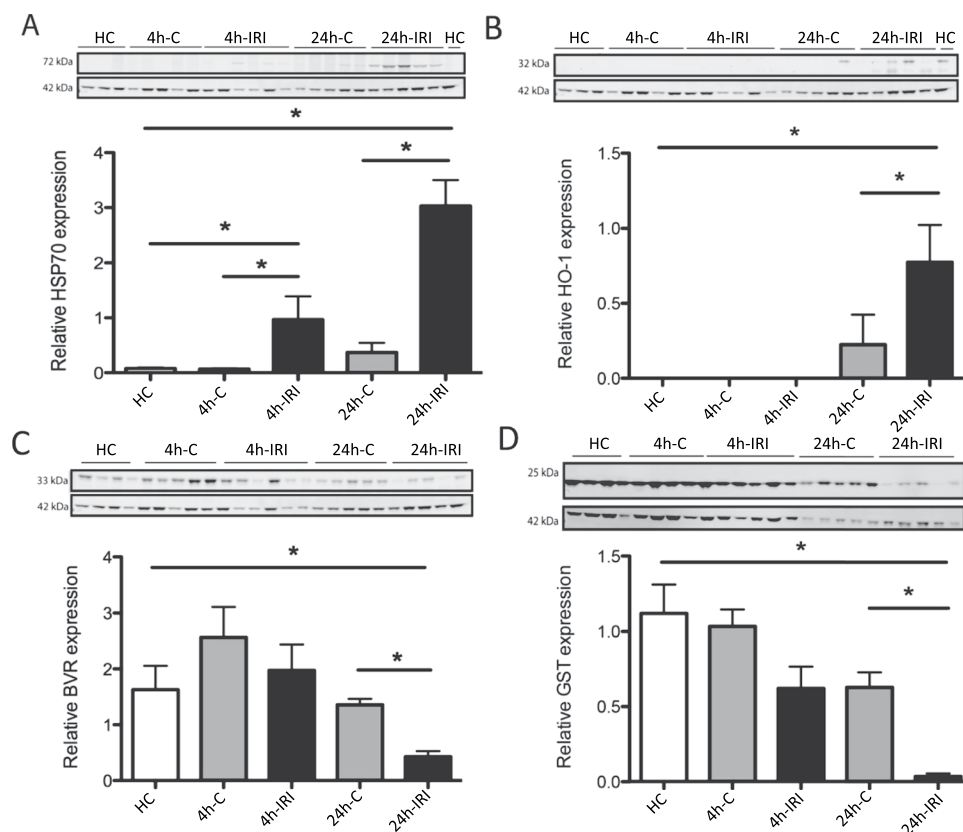 A
HC 4h-C 4h-IRI 24h-C 24h-IRI HC
72 kDa
42 kDa
*
*
*
*
Relative HSP70 expression
4
3
2
1
0
HC 4h-C 4h-IRI 24h-C 24h-IRI
B
HC 4h-C 4h-IRI 24h-C 24h-IRI HC
32 kDa
42 kDa
*
*
Relative HO-1 expression
1.5
1.0
0.5
0.0
HC 4h-C 4h-IRI 24h-C 24h-IRI
C
HC 4h-C 4h-IRI 24h-C 24h-IRI
33 kDa
42 kDa
*
*
Relative BVR expression
4
3
2
1
0
HC 4h-C 4h-IRI 24h-C 24h-IRI
D
HC 4h-C 4h-IRI 24h-C 24h-IRI
25 kDa
42 kDa
*
*
Relative GST expression
1.5
1.0
0.5
0.0
HC 4h-C 4h-IRI 24h-C 24h-IRI